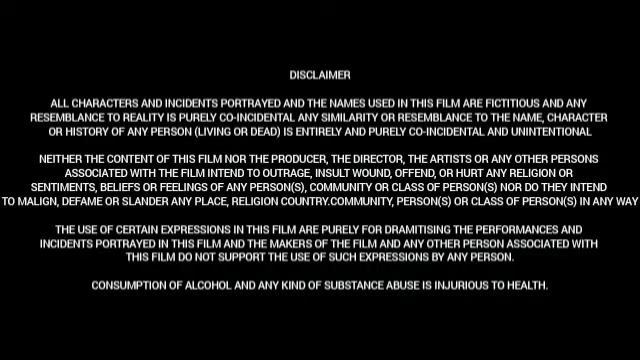 DISCLAIMER
ALL CHARACTERS AND INCIDENTS PORTRAYED AND THE NAMES USED IN THIS FILM ARE FICTITIOUS AND ANY
RESEMBLANCE TO REALITY IS PURELY CO-INCIDENTAL ANY SIMILARITY OR RESEMBLANCE TO THE NAME, CHARACTER
OR HISTORY OF ANY PERSON (LIVING OR DEAD) IS ENTIRELY AND PURELY CO-INCIDENTAL AND UNINTENTIONAL
NEITHER THE CONTENT OF THIS FILM NOR THE PRODUCER, THE DIRECTOR, THE ARTISTS OR ANY OTHER PERSONS
ASSOCIATED WITH THE FILM INTEND TO OUTRAGE, INSULT WOUND, OFFEND, OR HURT ANY RELIGION OR
SENTIMENTS, BELIEFS OR FEELINGS OF ANY PERSON(S), COMMUNITY OR CLASS OF PERSON(S) NOR DO THEY INTEND
TO MALIGN, DEFAME OR SLANDER ANY PLACE, RELIGION COUNTRY.COMMUNITY, PERSON(S) OR CLASS OF PERSON(S) IN ANY WAY
THE USE OF CERTAIN EXPRESSIONS IN THIS FILM ARE PURELY FOR DRAMITISING THE PERFORMANCES AND
INCIDENTS PORTRAYED IN THIS FILM AND THE MAKERS OF THE FILM AND ANY OTHER PERSON ASSOCIATED WITH
THIS FILM DO NOT SUPPORT THE USE OF SUCH EXPRESSIONS BY ANY PERSON.
CONSUMPTION OF ALCOHOL AND ANY KIND OF SUBSTANCE ABUSE IS INJURIOUS TO HEALTH.